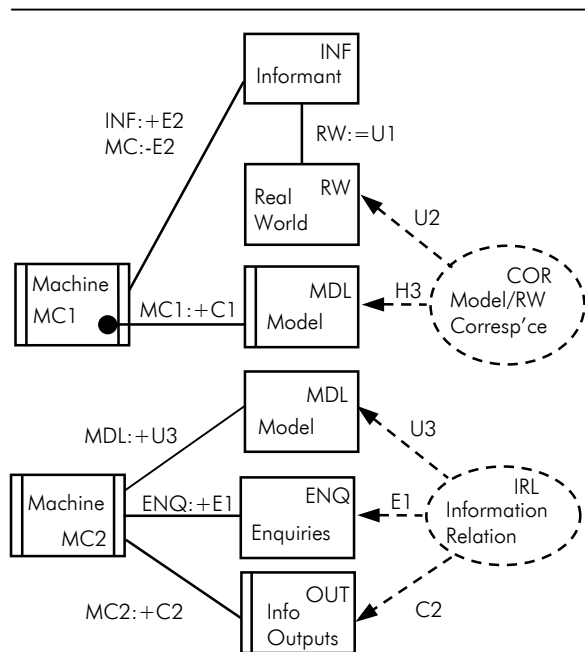 INF
Informant
INF:+E2
MC:-E2
RW:=U1
RW
Real
World
U2
Machine
MC1
MC1:+C1
MDL
Model
H3
COR
Model/RW
Corresp'ce
MDL
Model
MDL:+U3
U3
Machine
MC2
ENQ:+E1
ENQ
Enquiries
E1
IRL
Information
Relation
MC2:+C2
OUT
Info
Outputs
C2